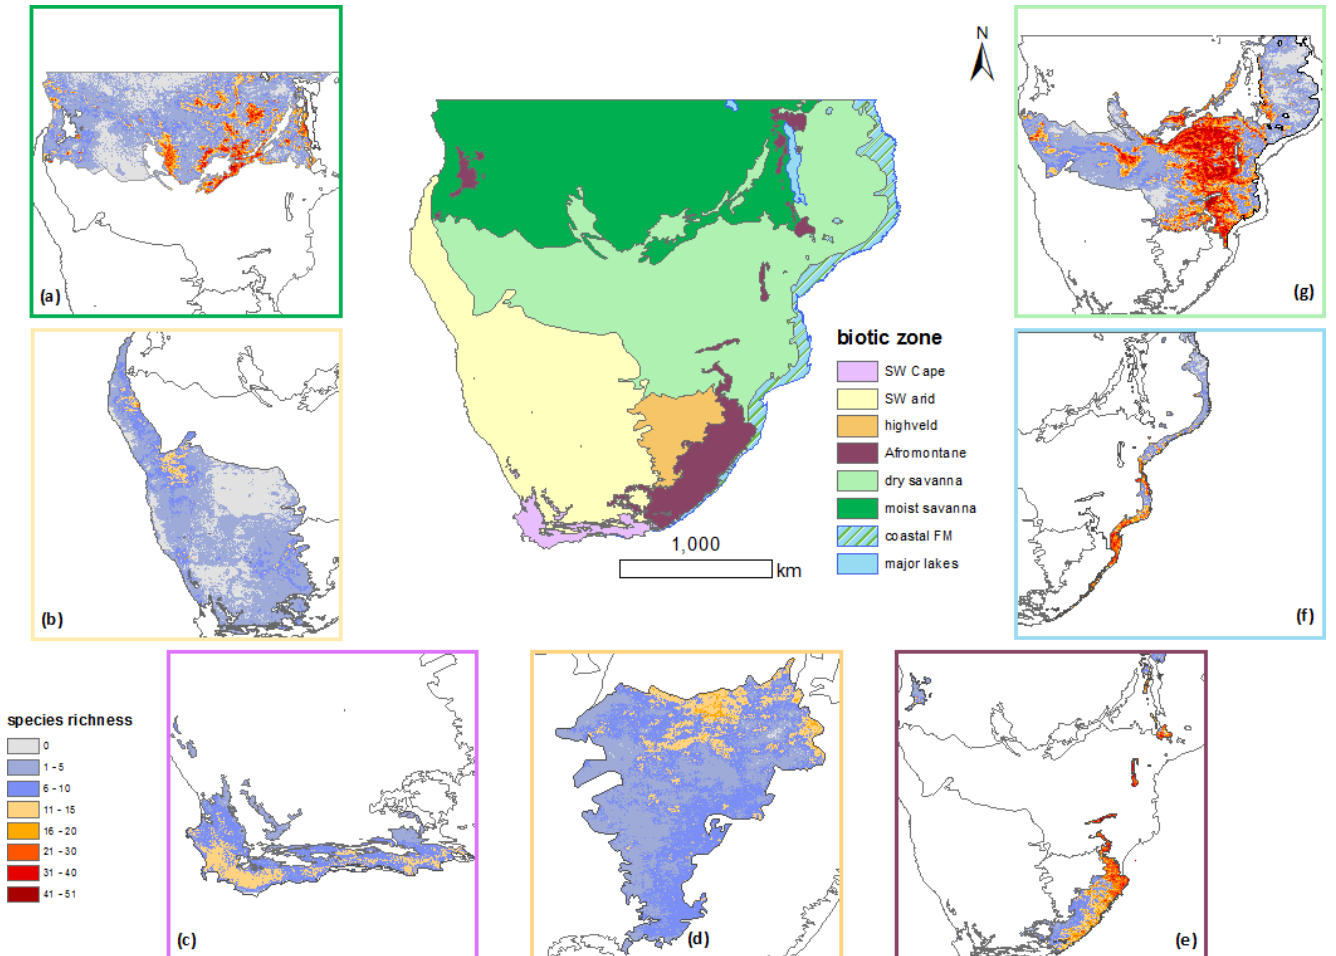 N
(a)
(g)
biotic zone
SW Cape
SW arid
highveld
Afromontane
dry savanna
moist savanna
coastal FM
major lakes
1,000
km
(b)
(f)
species richness
0
1 - 5
6 - 10
11 - 15
16 - 20
21 - 30
31 - 40
41 - 51
(c)
(d)
(e)